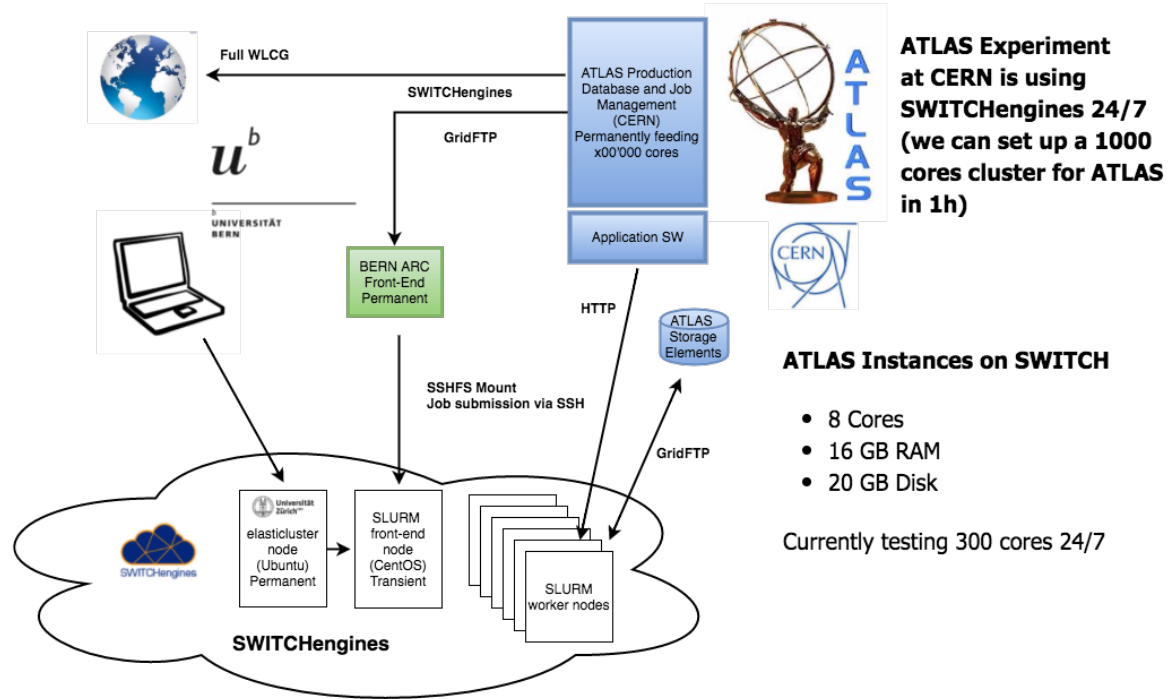 Full WLCG
SWITCHengines
GridFTP
ATLAS Production
Database and Job
Management
(CERN)
Permanently feeding
x00'000 cores
ATLAS
ATLAS Experiment
at CERN is using
SWITCHengines 24/7
(we can set up a 1000
cores cluster for ATLAS
in 1h)
u b
b
UNIVERSITÄT
BERN
Application SW
CERN
BERN ARC
Front-End
Permanent
HTTP
ATLAS
Storage
Elements
ATLAS Instances on SWITCH
SSHFS Mount
Job submission via SSH
• 8 Cores
• 16 GB RAM
• 20 GB Disk
GridFTP
Currently testing 300 cores 24/7
SWITCHengines
Universität
Zürich UZH
elasticluster
node
(Ubuntu)
Permanent
SLURM
front-end
node
(CentOS)
Transient
SLURM
worker nodes
SWITCHengines